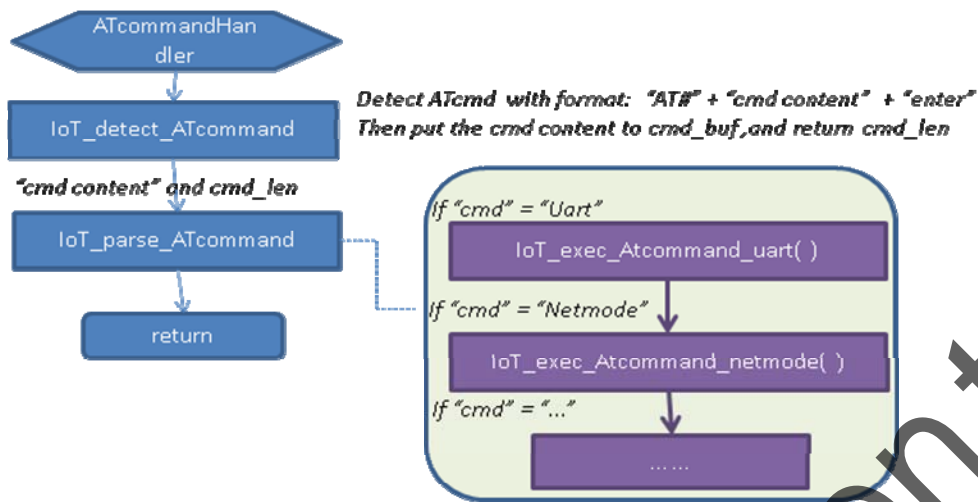 ATcommandHan
dler
Detect ATcmd with format: "AT#" + "cmd content" + "enter"
IoT_detect_ATcommand
Then put the cmd content to cmd_buf,and return cmd_len
"cmd content" and cmd_len
IoT_parse_ATcommand
return
If "cmd" = "Uart"
IoT_exec_Atcommand_uart( )
If "cmd" = "Netmode"
IoT_exec_Atcommand_netmode( )
If "cmd" = "..."
... ...